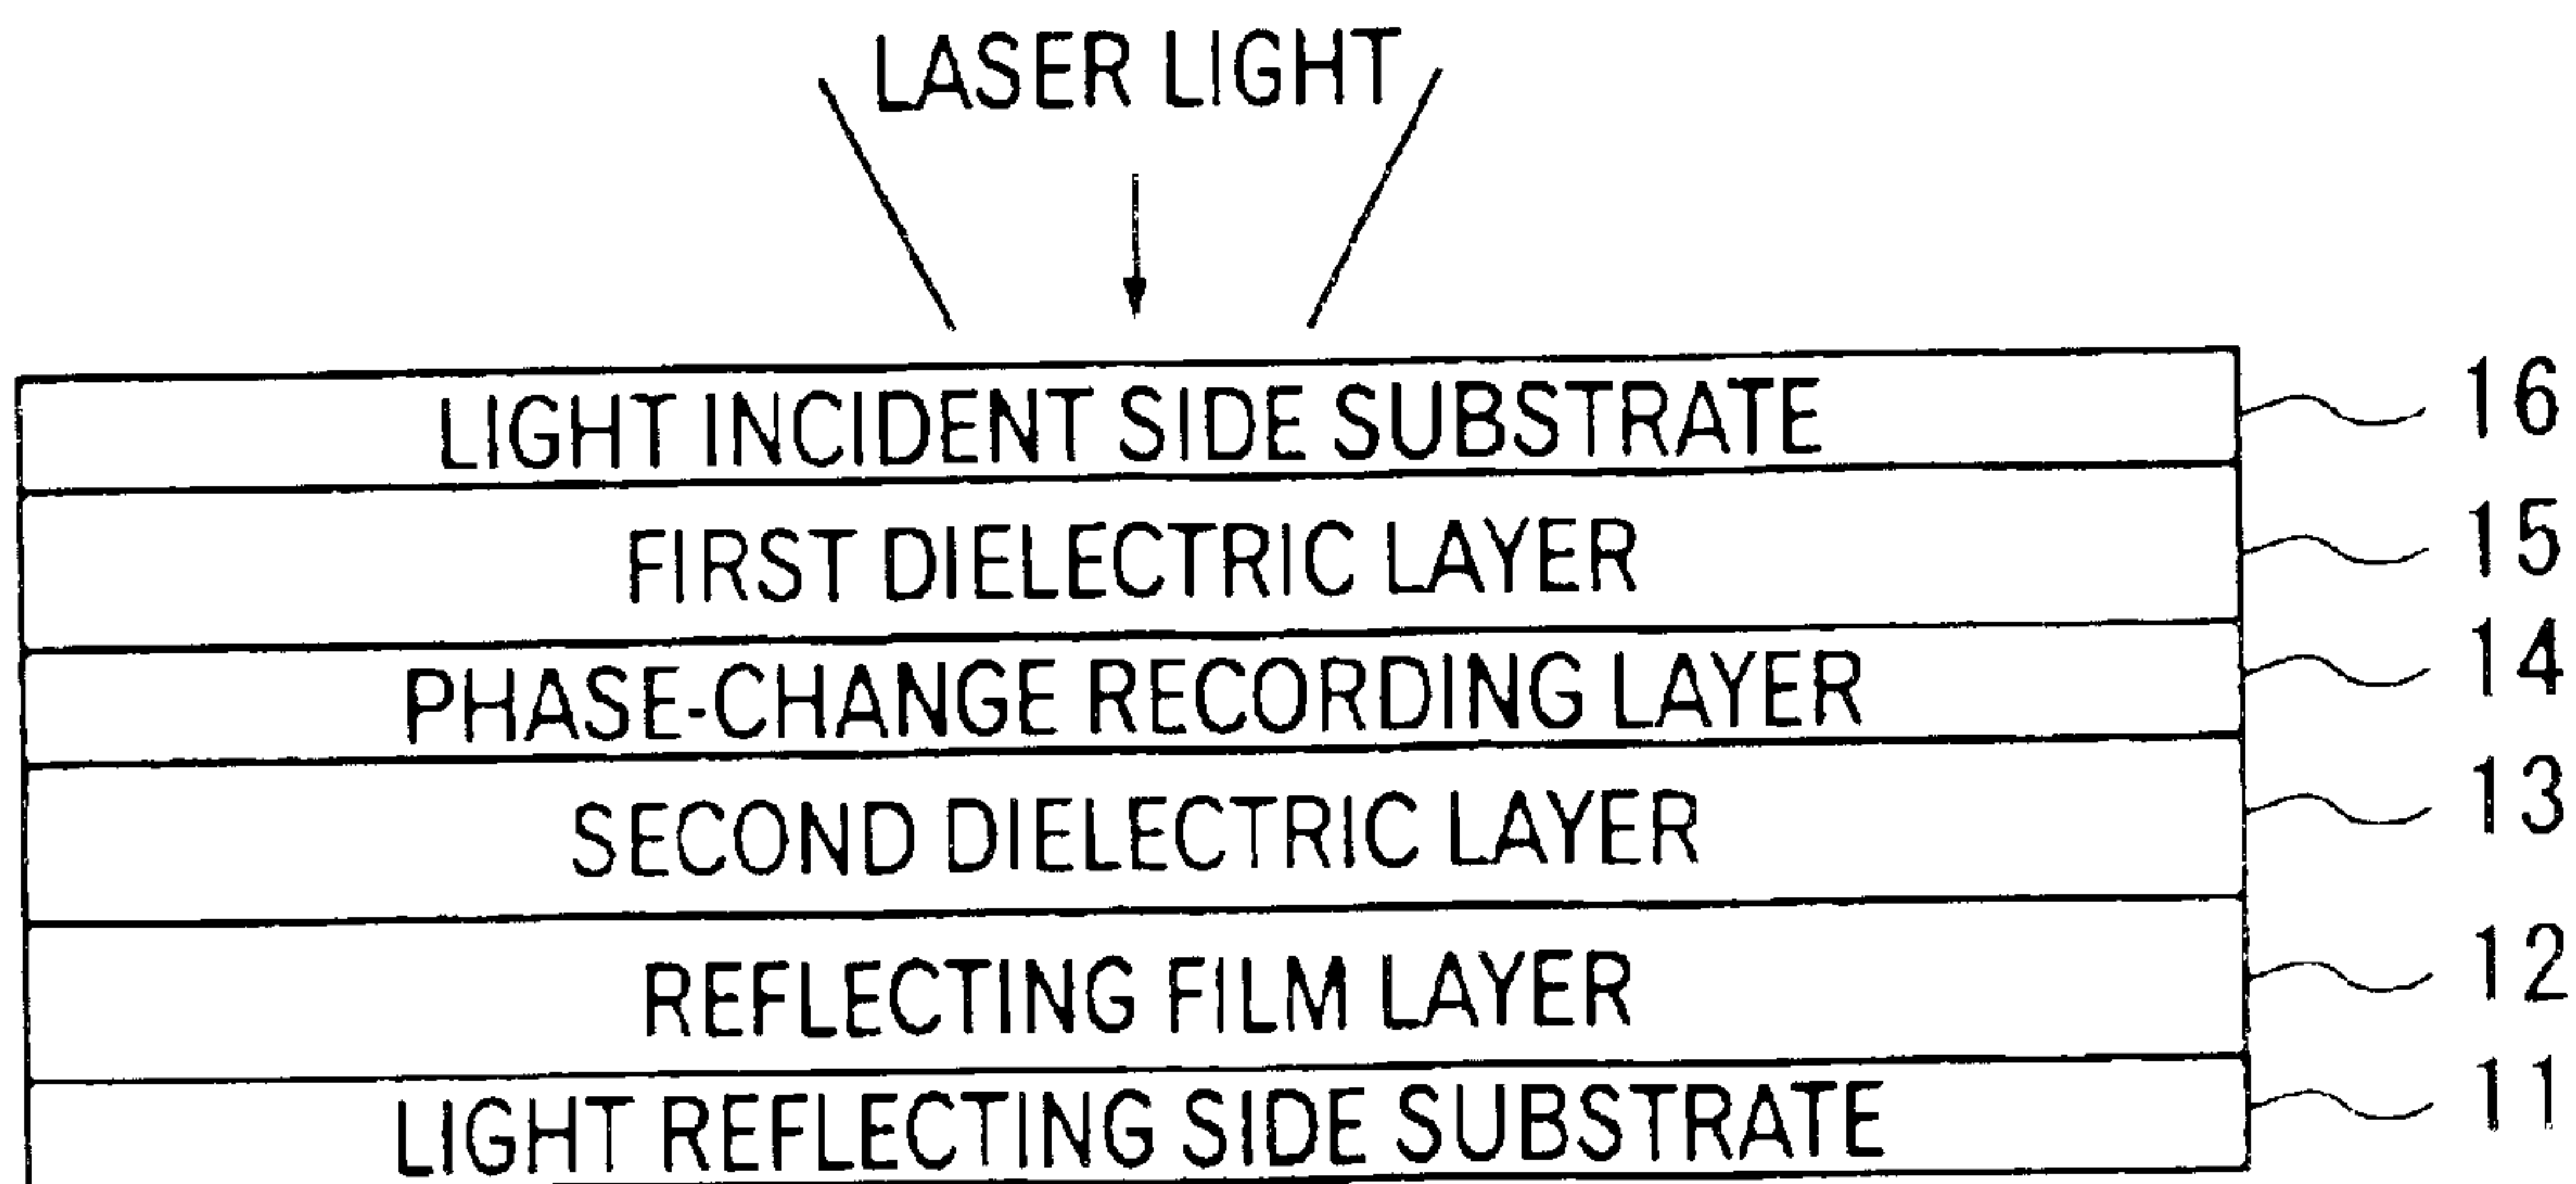 LASER LIGHT
LIGHT INCIDENT SIDE SUBSTRATE 16
FIRST DIELECTRIC LAYER 15
PHASE-CHANGE RECORDING LAYER 14
SECOND DIELECTRIC LAYER 13
REFLECTING FILM LAYER 12
LIGHT REFLECTING SIDE SUBSTRATE 11